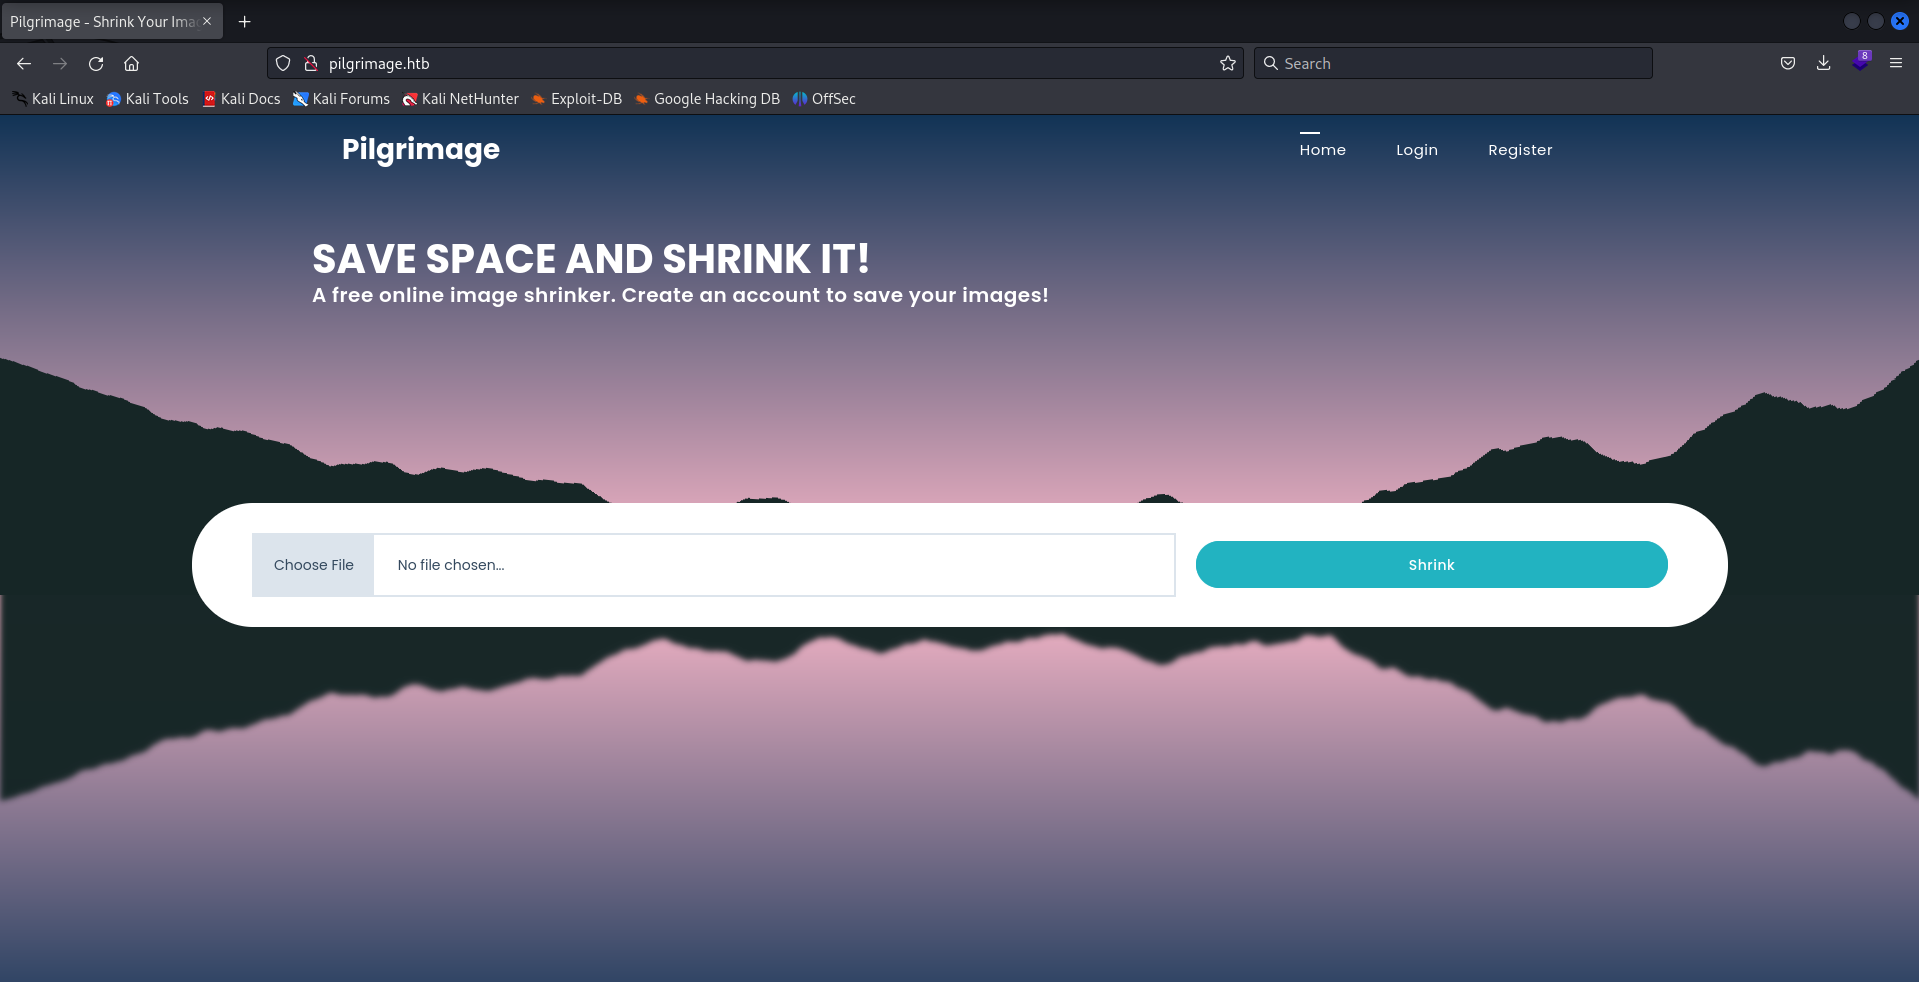 Pilgrimage - Shrink Your Ima
pilgrimage.htb
Search
8
Kali Linux Kali Tools Kali Docs Kali Forums Kali NetHunter Exploit-DB Google Hacking DB OffSec
Pilgrimage Home Login Register
SAVE SPACE AND SHRINK IT!
A free online image shrinker. Create an account to save your images!
Choose File No file chosen... Shrink